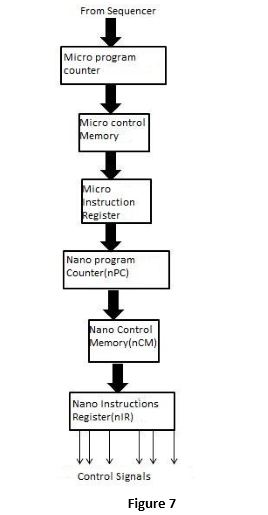 From Sequencer
Micro program
counter
Micro control
Memory
Micro
Instruction
Register
Nano program
Counter(nPC)
Nano Control
Memory(nCM)
Nano Instructions
Register(nIR)
Control Signals
Figure 7